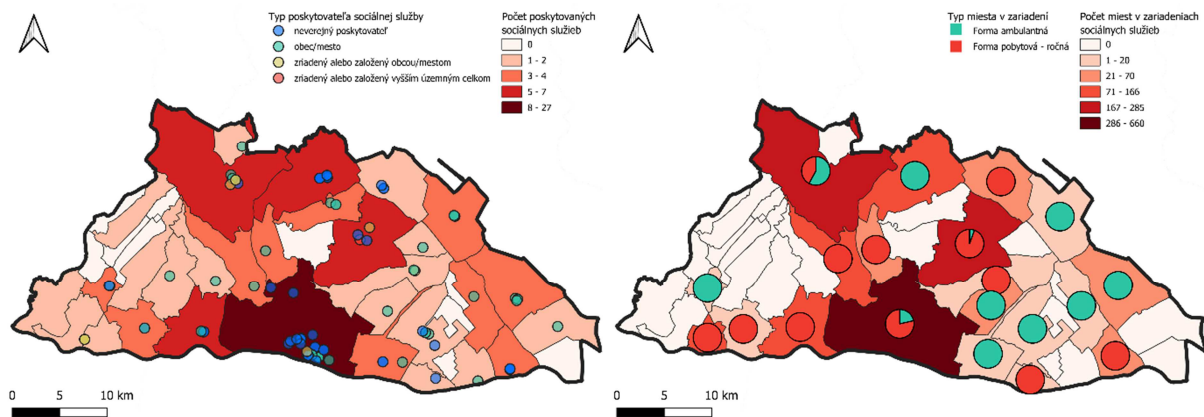 Typ poskytovateľa sociálnej služby
neverejný poskytovateľ
obec/mesto
zriadený alebo založený obcou/mestom
zriadený alebo založený vyšším územným celkom
Počet poskytovaných
sociálnych služieb
0
1 - 2
3 - 4
5 - 7
8 - 27
0 5 10 km
Typ miesta v zariadení
Forma ambulantná
Forma pobytová - ročná
Počet miest v zariadeniach
sociálnych služieb
0
1 - 20
21 - 70
71 - 166
167 - 285
286 - 660
0 5 10 km